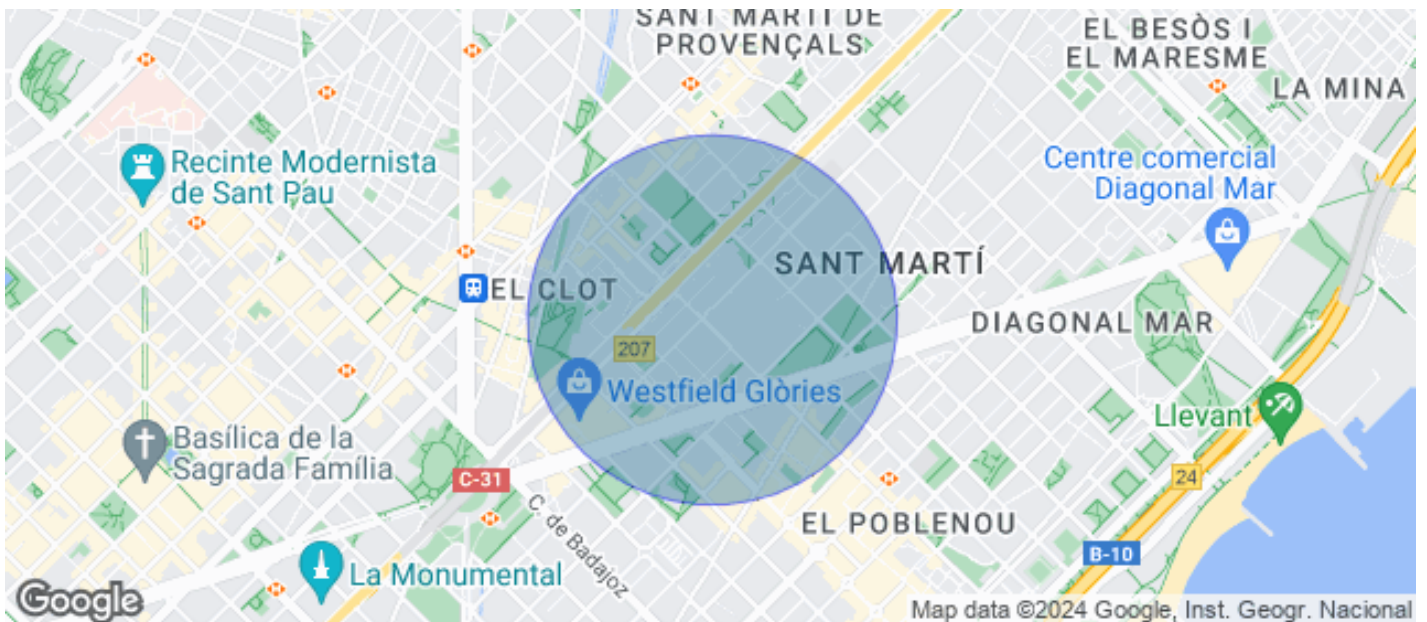 SANT MARTÍ DE
PROVENÇALS
EL BESÒS I
EL MARESME
LA MINA
Recinte Modernista
de Sant Pau
Centre comercial
Diagonal Mar
SANT MARTÍ
EL CLOT
DIAGONAL MAR
207
Westfield Glòries
Llevant
Basílica de la
Sagrada Família
C-31
24
C. de Badajoz
EL POBLENOU
B-10
La Monumental
Google
Map data ©2024 Google, Inst. Geogr. Nacional